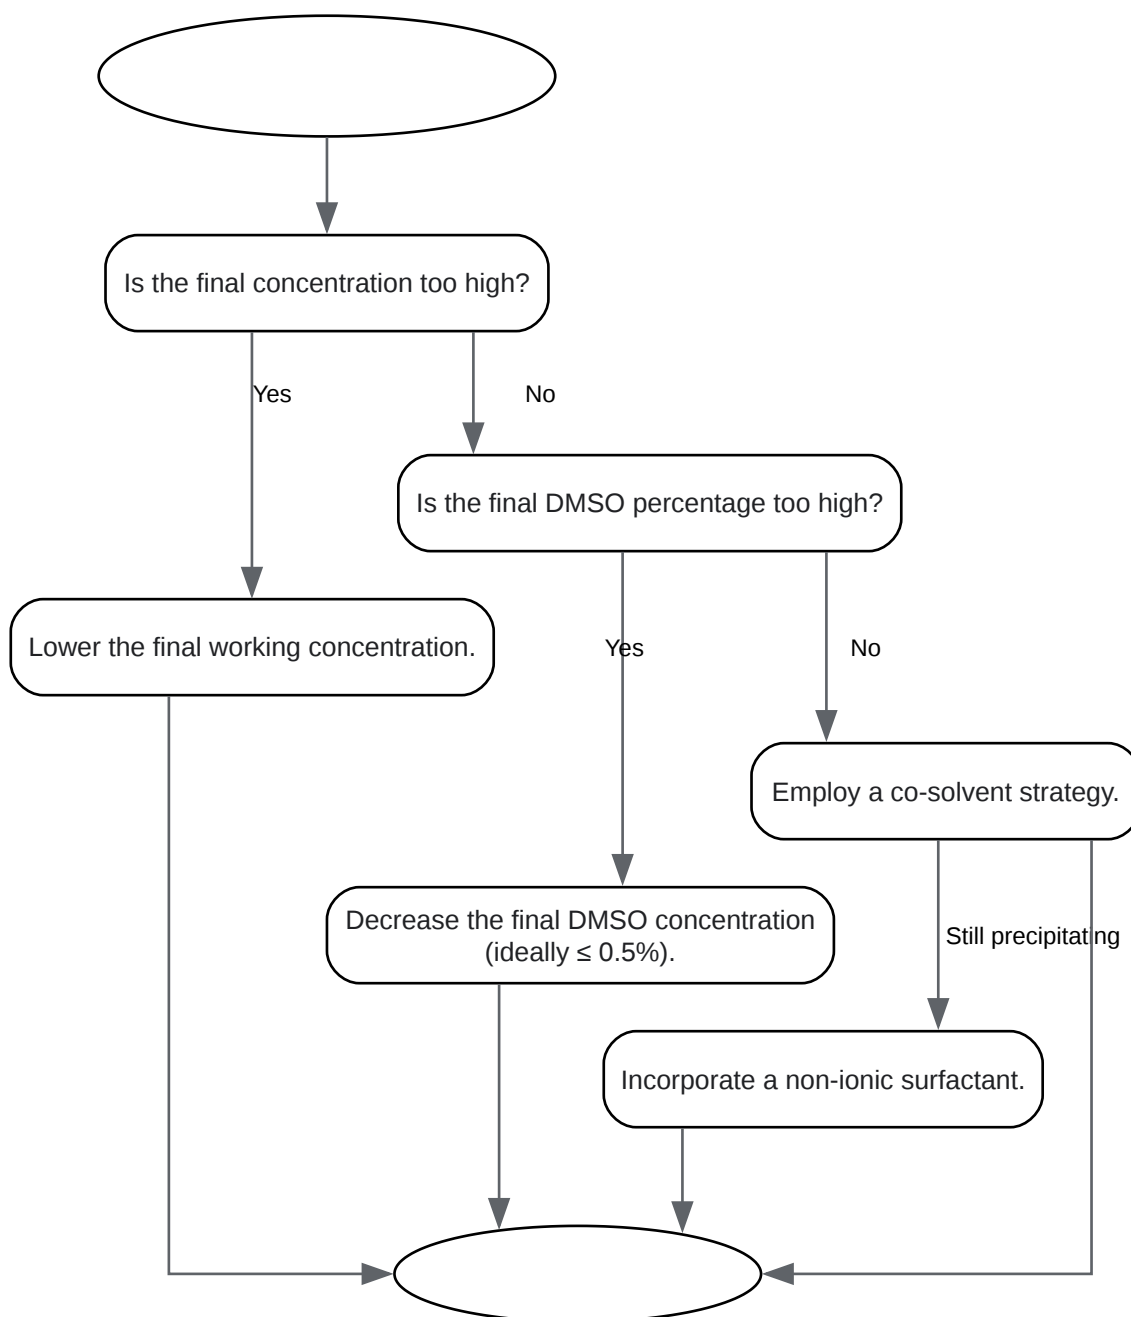 Is the final concentration too high?
Yes
No
Is the final DMSO percentage too high?
Lower the final working concentration.
Yes
No
Employ a co-solvent strategy.
Decrease the final DMSO concentration
(ideally ≤ 0.5%).
Still precipitating
Incorporate a non-ionic surfactant.